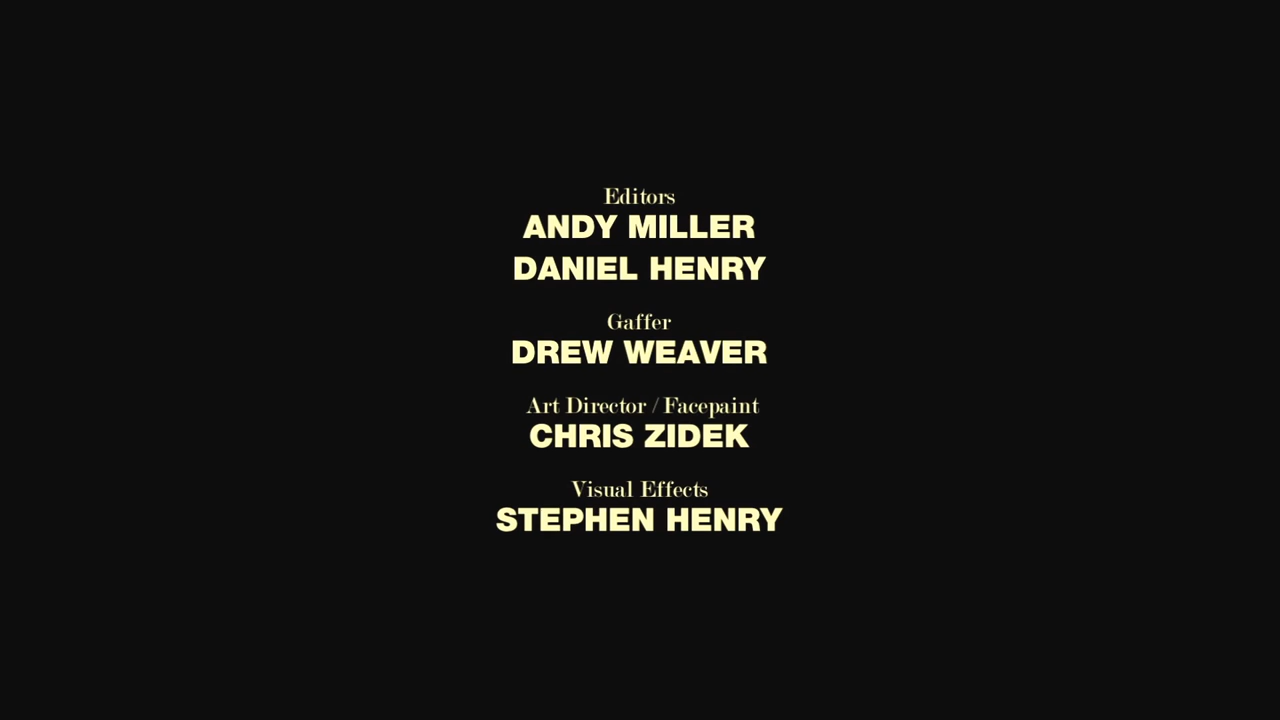 Editors
ANDY MILLER
DANIEL HENRY
Gaffer
DREW WEAVER
Art Director / Facepaint
CHRIS ZIDEK
Visual Effects
STEPHEN HENRY